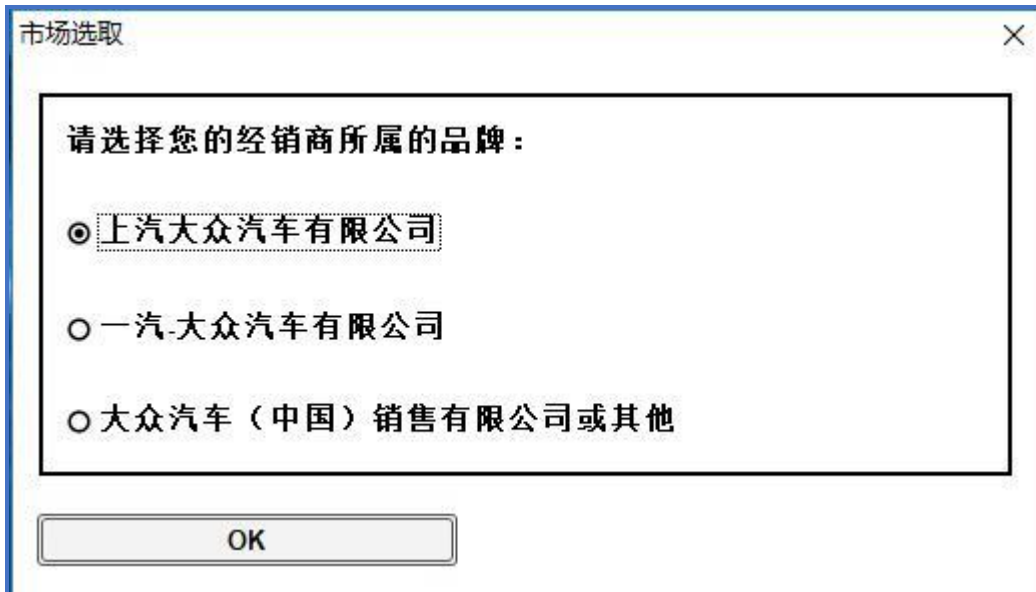 市场选取
请选择您的经销商所属的品牌：
上汽大众汽车有限公司
一汽-大众汽车有限公司
大众汽车（中国）销售有限公司或其他
OK